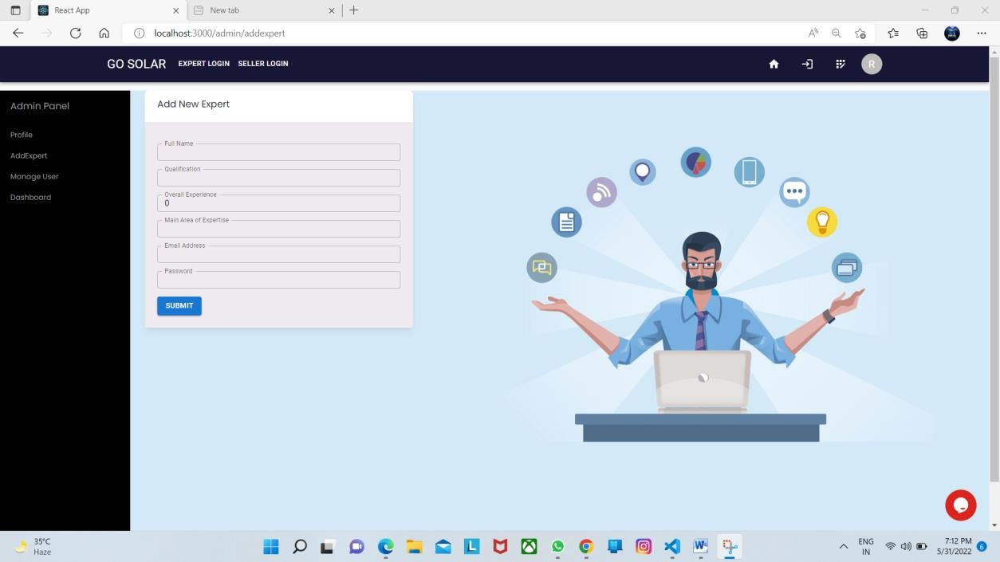 React App
New tab
localhost:3000/admin/addexpert
GO SOLAR EXPERT LOGIN SELLER LOGIN
R
Admin Panel
Profile
AddExpert
Manage User
Dashboard
Add New Expert
Full Name
Qualification
Overall Experience
0
Main Area of Expertise
Email Address
Password
SUBMIT
35°C
Haze
ENG
IN
7:12 PM
5/31/2022
6